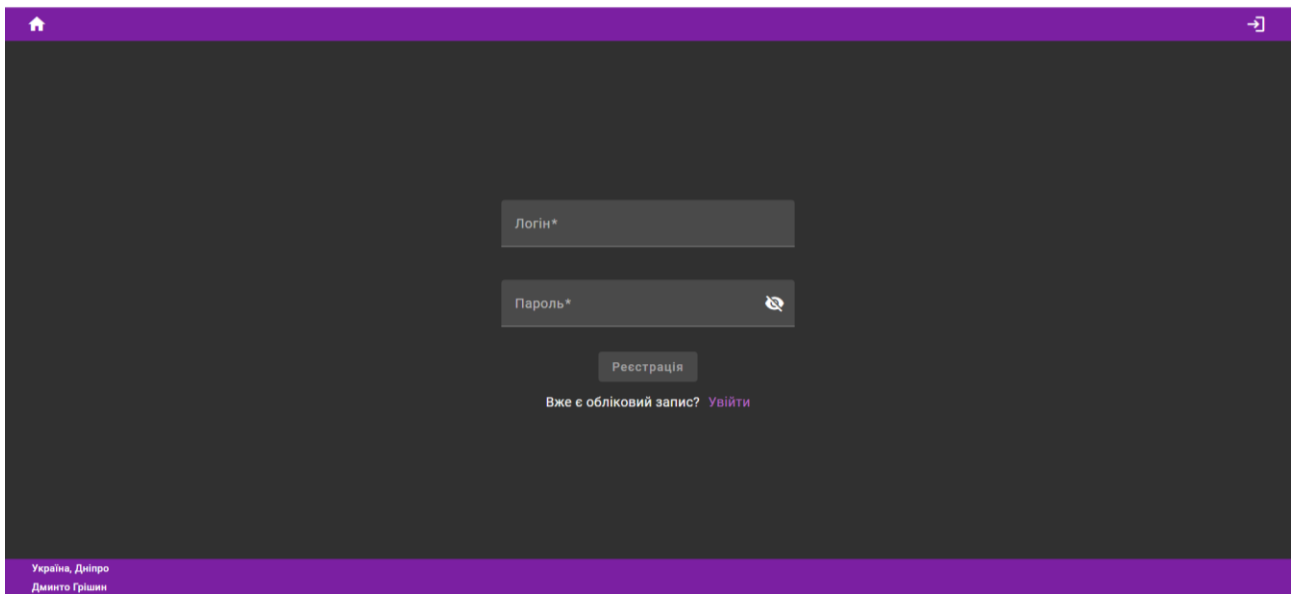 Логін*
Пароль*
Реєстрація
Вже є обліковий запис? Увійти
Україна, Дніпро
Дминто Грішин